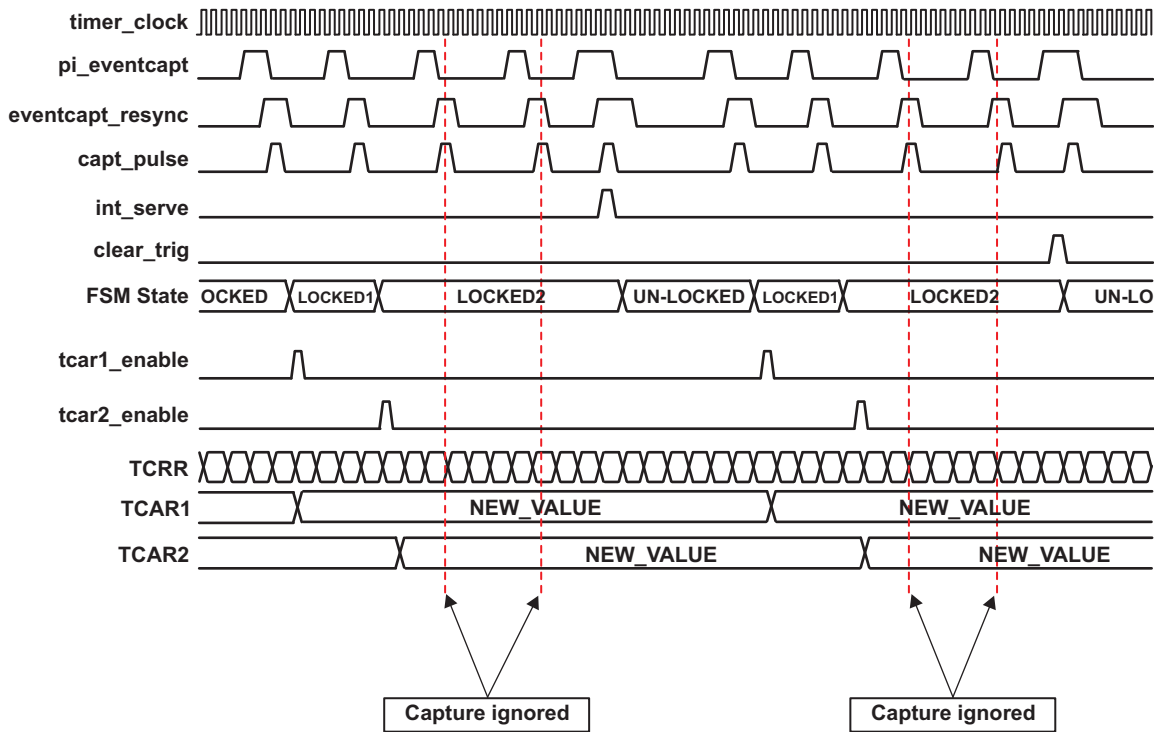 timer_clock
pi_eventcapt
eventcapt_resync
capt_pulse
int_serve
clear_trig
FSM State OCKED LOCKED1 LOCKED2 UN-LOCKED LOCKED1 LOCKED2 UN-LO
tcar1_enable
tcar2_enable
TCRR
TCAR1 NEW_VALUE NEW_VALUE
TCAR2 NEW_VALUE NEW_VALUE
Capture ignored Capture ignored